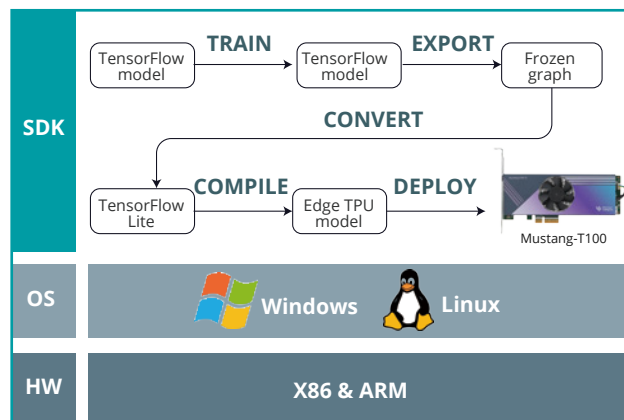 TRAIN
EXPORT
TensorFlow
model
TensorFlow
model
Frozen
graph
CONVERT
SDK
COMPILE
DEPLOY
TensorFlow
Lite
Edge TPU
model
Mustang-T100
OS
Windows
Linux
HW
X86 & ARM